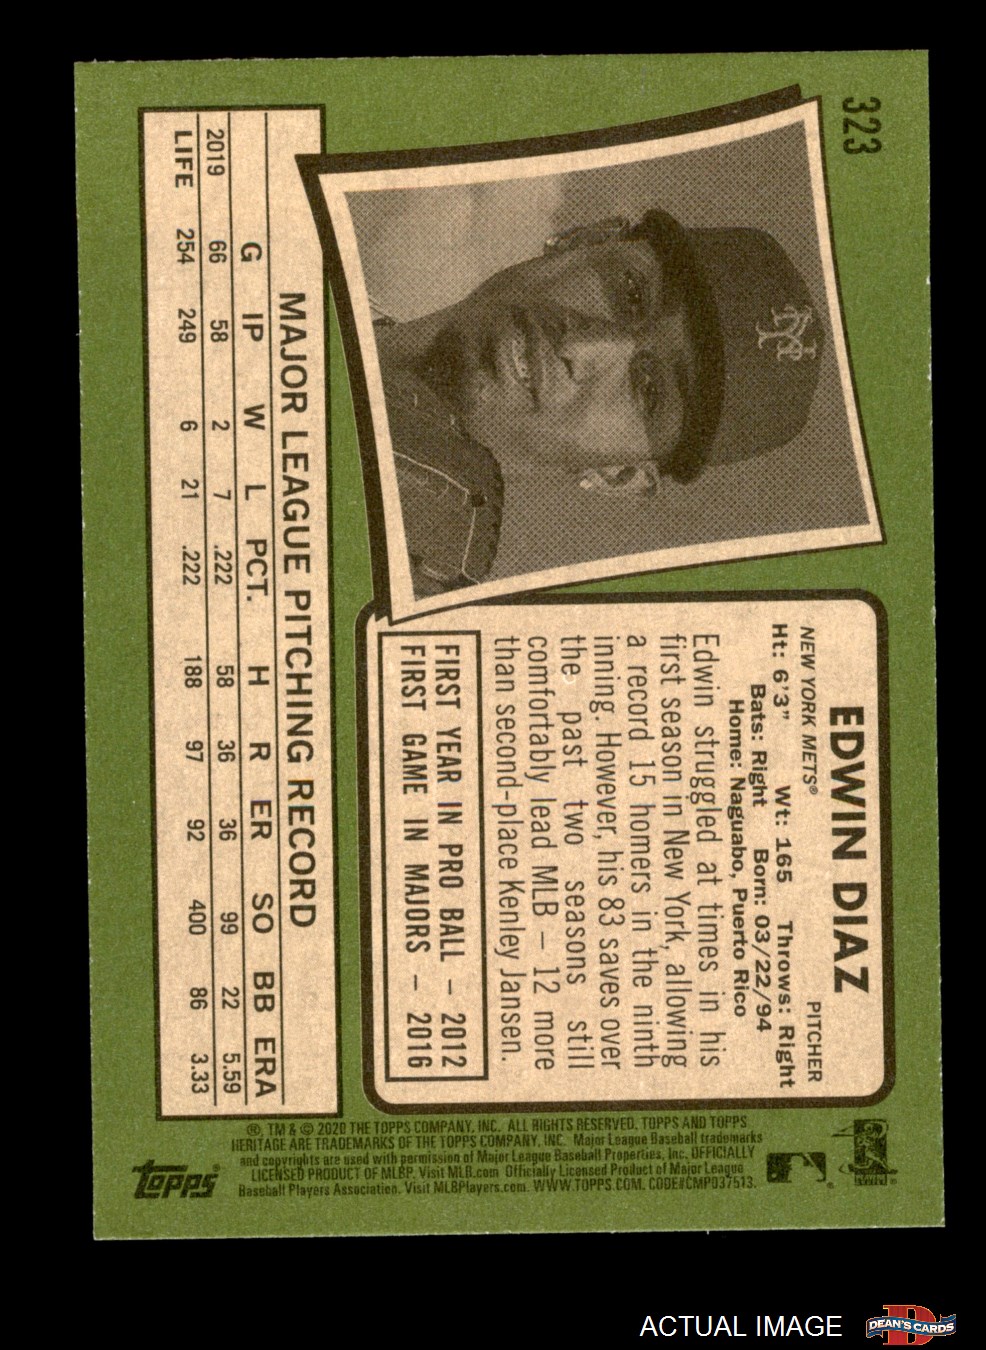 323
EDWIN DIAZ
NEW YORK METS® PITCHER
Ht: 6'3" Wt: 165 Throws: Right
Bats: Right Born: 03/22/94
Home: Naguabo, Puerto Rico
Edwin struggled at times in his
first season in New York, allowing
a record 15 homers in the ninth
inning. However, his 83 saves over
the past two seasons still
comfortably lead MLB – 12 more
than second-place Kenley Jansen.
FIRST YEAR IN PRO BALL – 2012
FIRST GAME IN MAJORS – 2016
MAJOR LEAGUE PITCHING RECORD
G IP W L PCT. H R ER SO BB ERA
2019 66 58 2 7 .222 58 36 36 99 22 5.59
LIFE 254 249 6 21 .222 188 97 92 400 86 3.33
®, TM & © 2020 THE TOPPS COMPANY, INC. ALL RIGHTS RESERVED. TOPPS AND TOPPS
HERITAGE ARE TRADEMARKS OF THE TOPPS COMPANY, INC. Major League Baseball trademarks
and copyrights are used with permission of Major League Baseball Properties, Inc. OFFICIALLY
LICENSED PRODUCT OF MLBP. Visit MLB.com Officially Licensed Product of Major League
Baseball Players Association. Visit MLBPlayers.com. WWW.TOPPS.COM. CODE#CMP037513.
topps®
NY
ACTUAL IMAGE
DEAN'S CARDS